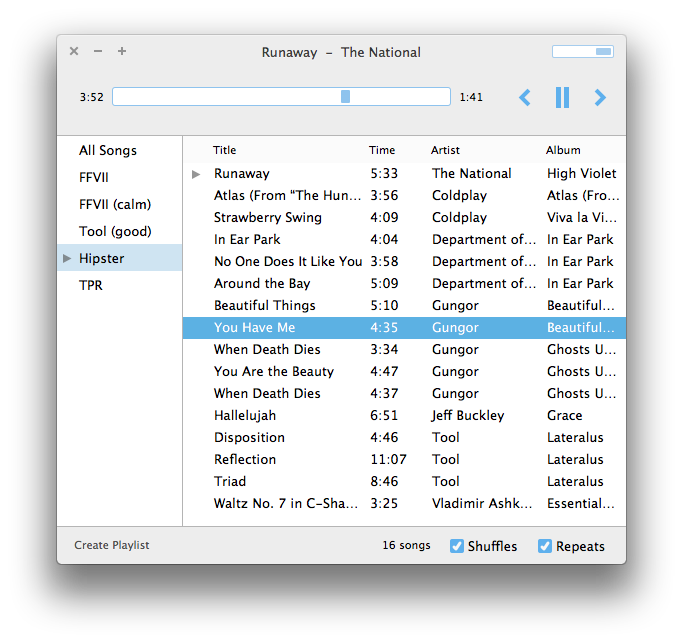 Runaway – The National
3:52 1:41
All Songs
FFVII
FFVII (calm)
Tool (good)
Hipster
TPR
Title Time Artist Album
Runaway 5:33 The National High Violet
Atlas (From "The Hun... 3:56 Coldplay Atlas (Fro...
Strawberry Swing 4:09 Coldplay Viva la Vi...
In Ear Park 4:04 Department of... In Ear Park
No One Does It Like You 3:58 Department of... In Ear Park
Around the Bay 5:09 Department of... In Ear Park
Beautiful Things 5:10 Gungor Beautiful...
You Have Me 4:35 Gungor Beautiful...
When Death Dies 3:34 Gungor Ghosts U...
You Are the Beauty 4:47 Gungor Ghosts U...
When Death Dies 4:37 Gungor Ghosts U...
Hallelujah 6:51 Jeff Buckley Grace
Disposition 4:46 Tool Lateralus
Reflection 11:07 Tool Lateralus
Triad 8:46 Tool Lateralus
Waltz No. 7 in C-Sha... 3:25 Vladimir Ashk... Essential...
Create Playlist 16 songs Shuffles Repeats